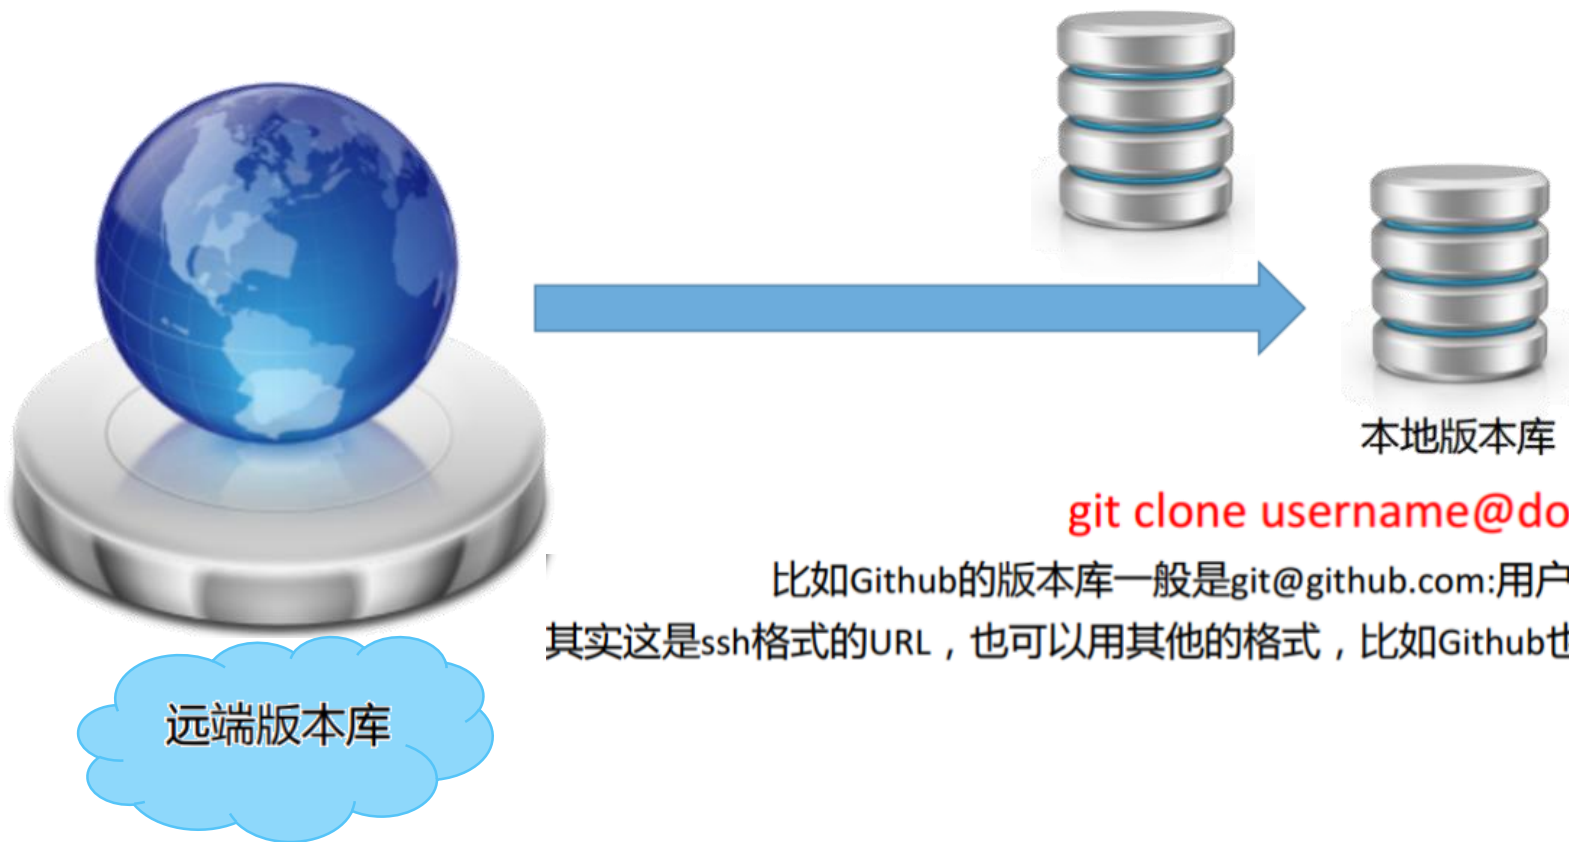 本地版本库
git clone username@do
比如Github的版本库一般是git@github.com:用户
其实这是ssh格式的URL，也可以用其他的格式，比如Github也
远端版本库